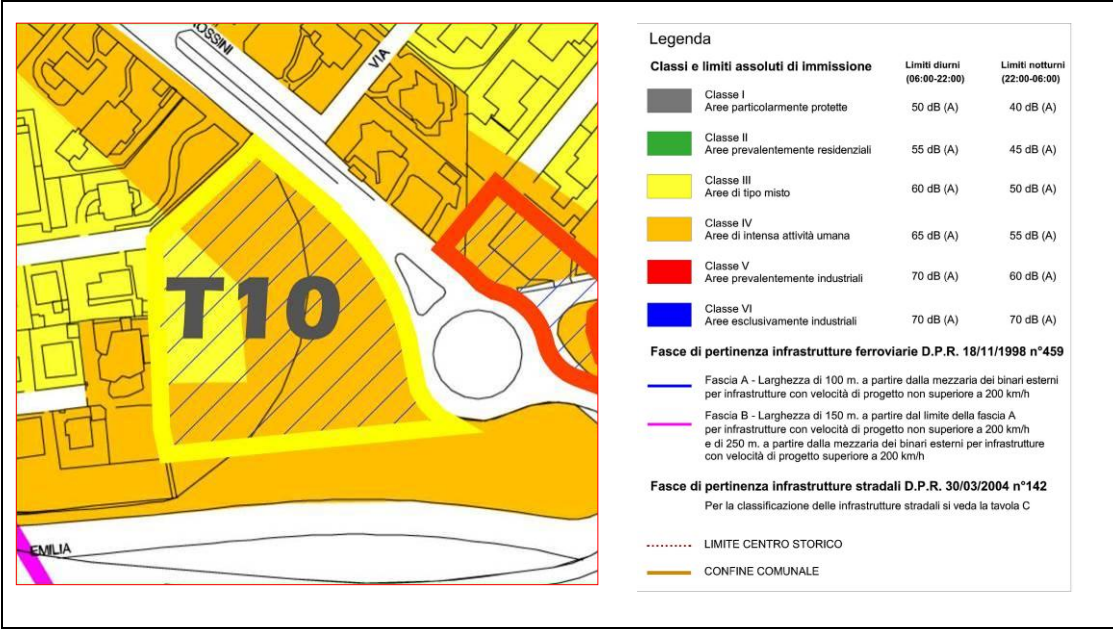 OSSINI
VIA
T10
EMILIA
Legenda
Classi e limiti assoluti di immissione
Limiti diurni
(06:00-22:00)
Limiti notturni
(22:00-06:00)
Classe I
Aree particolarmente protette
50 dB (A)
40 dB (A)
Classe II
Aree prevalentemente residenziali
55 dB (A)
45 dB (A)
Classe III
Aree di tipo misto
60 dB (A)
50 dB (A)
Classe IV
Aree di intensa attività umana
65 dB (A)
55 dB (A)
Classe V
Aree prevalentemente industriali
70 dB (A)
60 dB (A)
Classe VI
Aree esclusivamente industriali
70 dB (A)
70 dB (A)
Fasce di pertinenza infrastrutture ferroviarie D.P.R. 18/11/1998 n°459
Fascia A - Larghezza di 100 m. a partire dalla mezzaria dei binari esterni
per infrastrutture con velocità di progetto non superiore a 200 km/h
Fascia B - Larghezza di 150 m. a partire dal limite della fascia A
per infrastrutture con velocità di progetto non superiore a 200 km/h
e di 250 m. a partire dalla mezzaria dei binari esterni per infrastrutture
con velocità di progetto superiore a 200 km/h
Fasce di pertinenza infrastrutture stradali D.P.R. 30/03/2004 n°142
Per la classificazione delle infrastrutture stradali si veda la tavola C
LIMITE CENTRO STORICO
CONFINE COMUNALE